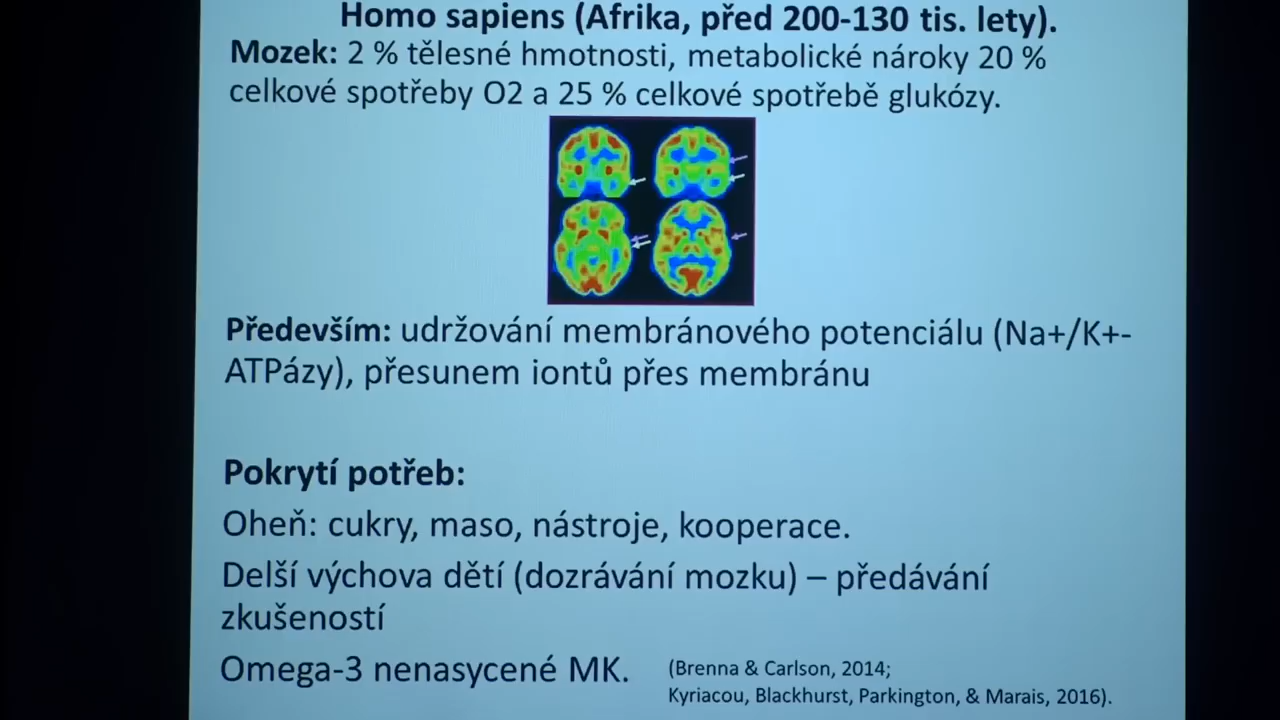 Homo sapiens (Afrika, před 200-130 tis. lety).
Mozek: 2 % tělesné hmotnosti, metabolické nároky 20 %
celkové spotřeby O2 a 25 % celkové spotřebě glukózy.
Především: udržování membránového potenciálu (Na+/K+-
ATPázy), přesunem iontů přes membránu
Pokrytí potřeb:
Oheň: cukry, maso, nástroje, kooperace.
Delší výchova dětí (dozrávání mozku) – předávání
zkušeností
Omega-3 nenasycené MK.
(Brenna & Carlson, 2014;
Kyriacou, Blackhurst, Parkington, & Marais, 2016).